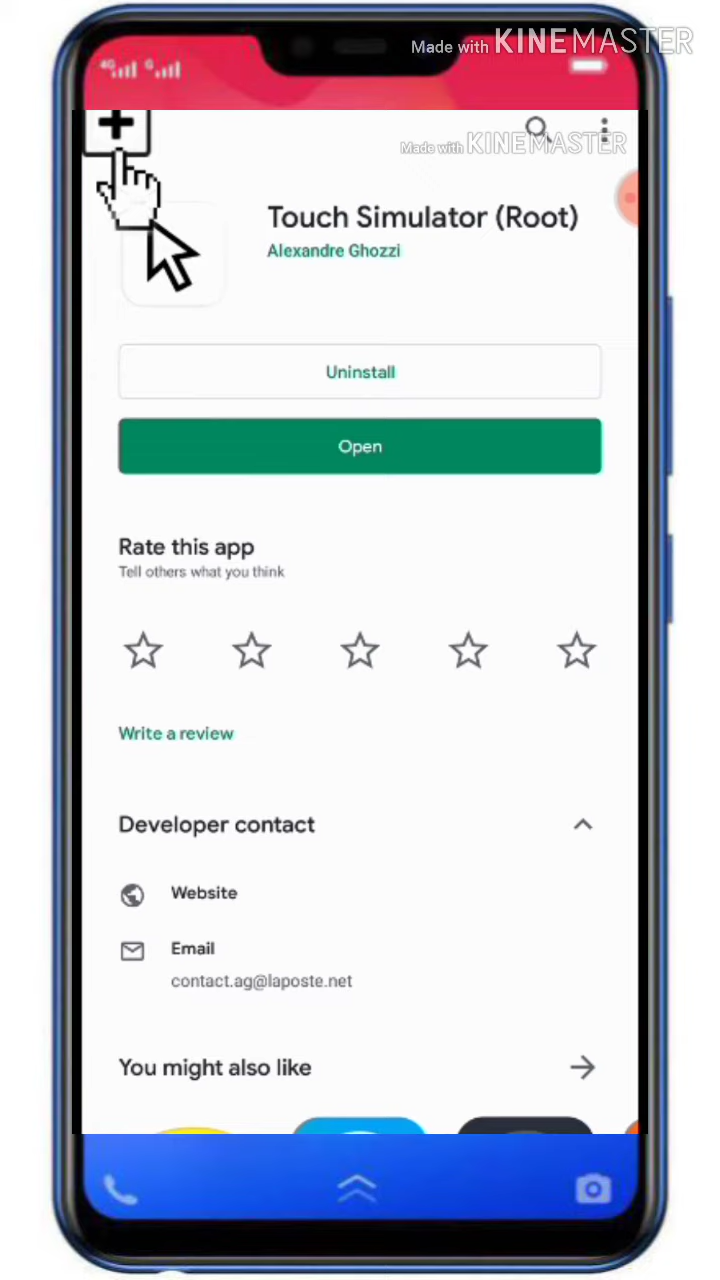 Made with KINEMASTER
4G G
Made with KINEMASTER
Touch Simulator (Root)
Alexandre Ghozzi
Uninstall
Open
Rate this app
Tell others what you think
Write a review
Developer contact
Website
Email
contact.ag@laposte.net
You might also like